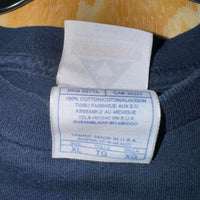 100% COTTON/COTON/ALGODON
TISSU FABRIQUE AUX E.U
ASSEMBLE AU MEXIQUE
TELA HECHO EN E.U.
ENSAMBLADO EN MEXICO
FABRIC MADE IN U.S.A.
XL TG XG